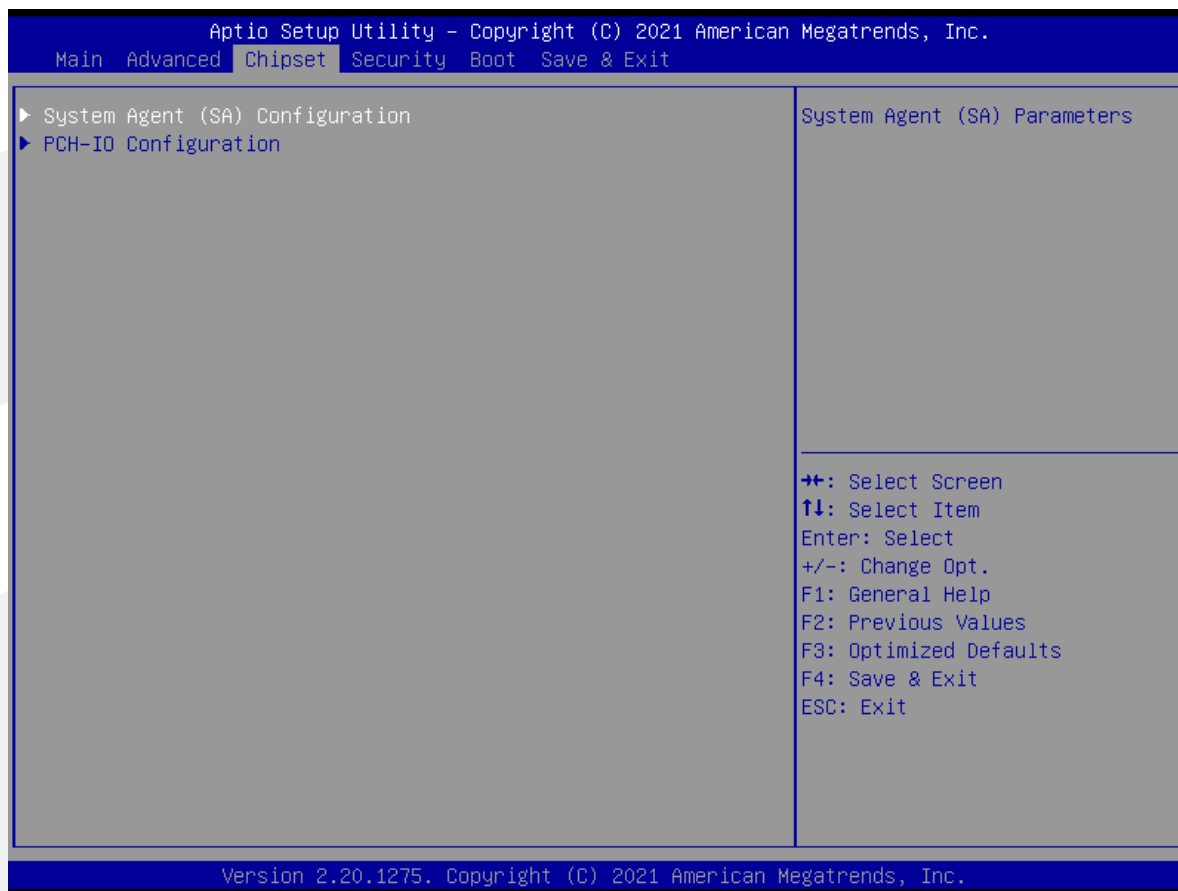 Aptio Setup Utility – Copyright (C) 2021 American Megatrends, Inc.
Main Advanced Chipset Security Boot Save & Exit
▶ System Agent (SA) Configuration
▶ PCH-IO Configuration
System Agent (SA) Parameters
→←: Select Screen
↑↓: Select Item
Enter: Select
+/-: Change Opt.
F1: General Help
F2: Previous Values
F3: Optimized Defaults
F4: Save & Exit
ESC: Exit
Version 2.20.1275. Copyright (C) 2021 American Megatrends, Inc.